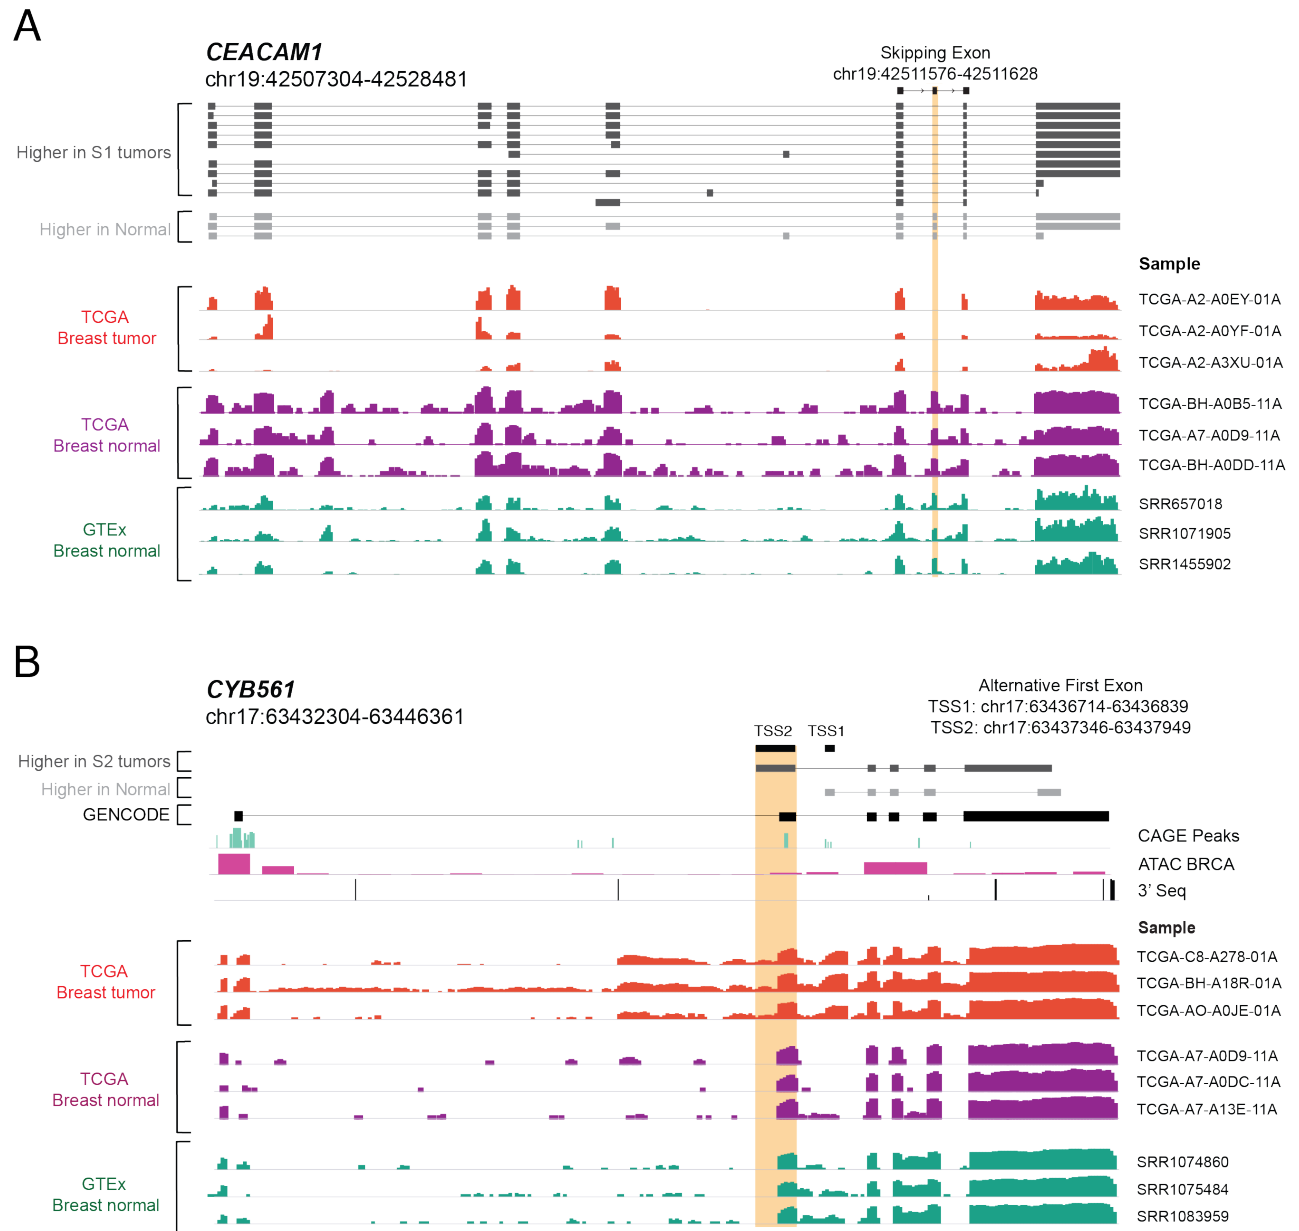 A
CEACAM1
chr19:42507304-42528481
Skipping Exon
chr19:42511576-42511628
Higher in S1 tumors
Higher in Normal
Sample
TCGA
Breast tumor
TCGA-A2-A0EY-01A
TCGA-A2-A0YF-01A
TCGA-A2-A3XU-01A
TCGA
Breast normal
TCGA-BH-A0B5-11A
TCGA-A7-A0D9-11A
TCGA-BH-A0DD-11A
GTEx
Breast normal
SRR657018
SRR1071905
SRR1455902
B
CYB561
chr17:63432304-63446361
Alternative First Exon
TSS1: chr17:63436714-63436839
TSS2: chr17:63437346-63437949
TSS2 TSS1
Higher in S2 tumors
Higher in Normal
GENCODE
CAGE Peaks
ATAC BRCA
3' Seq
Sample
TCGA
Breast tumor
TCGA-C8-A278-01A
TCGA-BH-A18R-01A
TCGA-AO-A0JE-01A
TCGA
Breast normal
TCGA-A7-A0D9-11A
TCGA-A7-A0DC-11A
TCGA-A7-A13E-11A
GTEx
Breast normal
SRR1074860
SRR1075484
SRR1083959